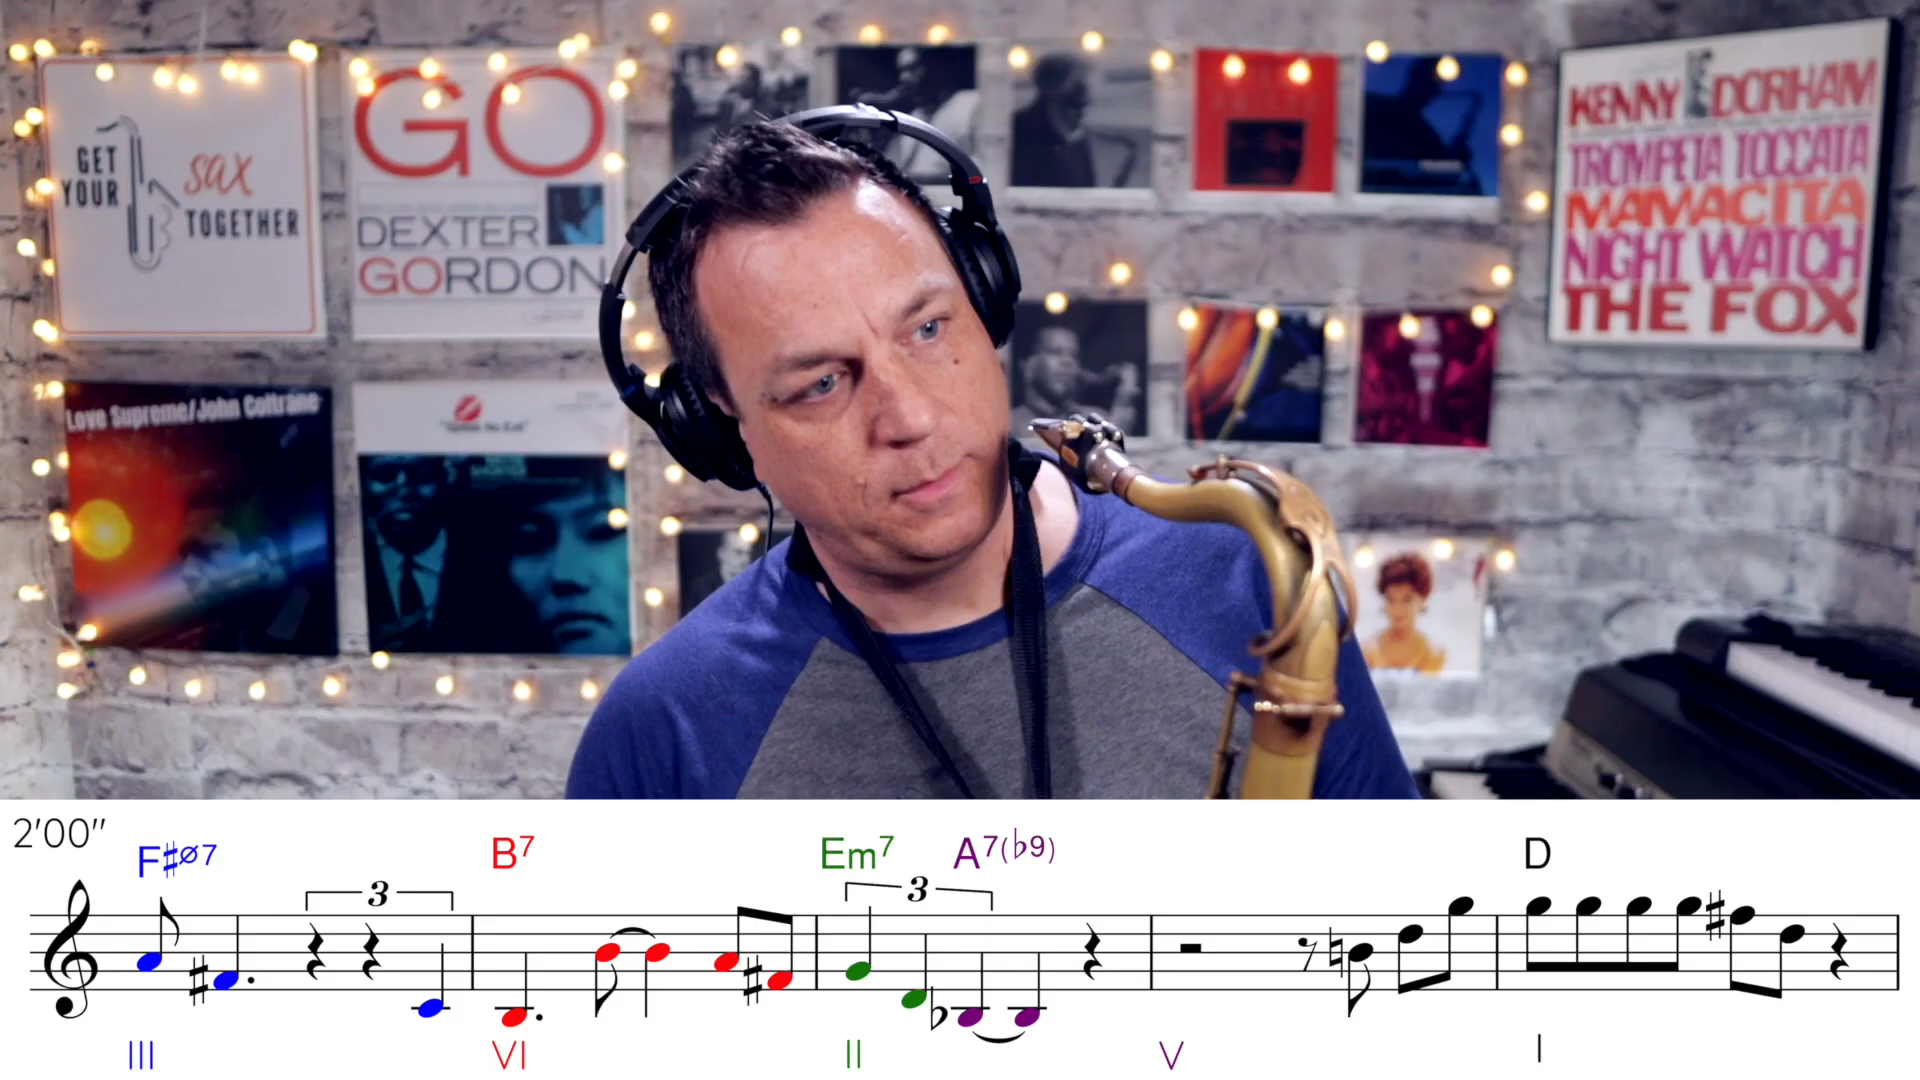 GET
YOUR
sax
TOGETHER
GO
DEXTER
GORDON
KENNY DORHAM
TROMPETA TOCCATA
MAMACITA
NIGHT WATCH
THE FOX
Love Supreme/John Coltrane
2'00"
F♯ø7 B7 Em7 A7(♭9) D
3 3
III VI II V I